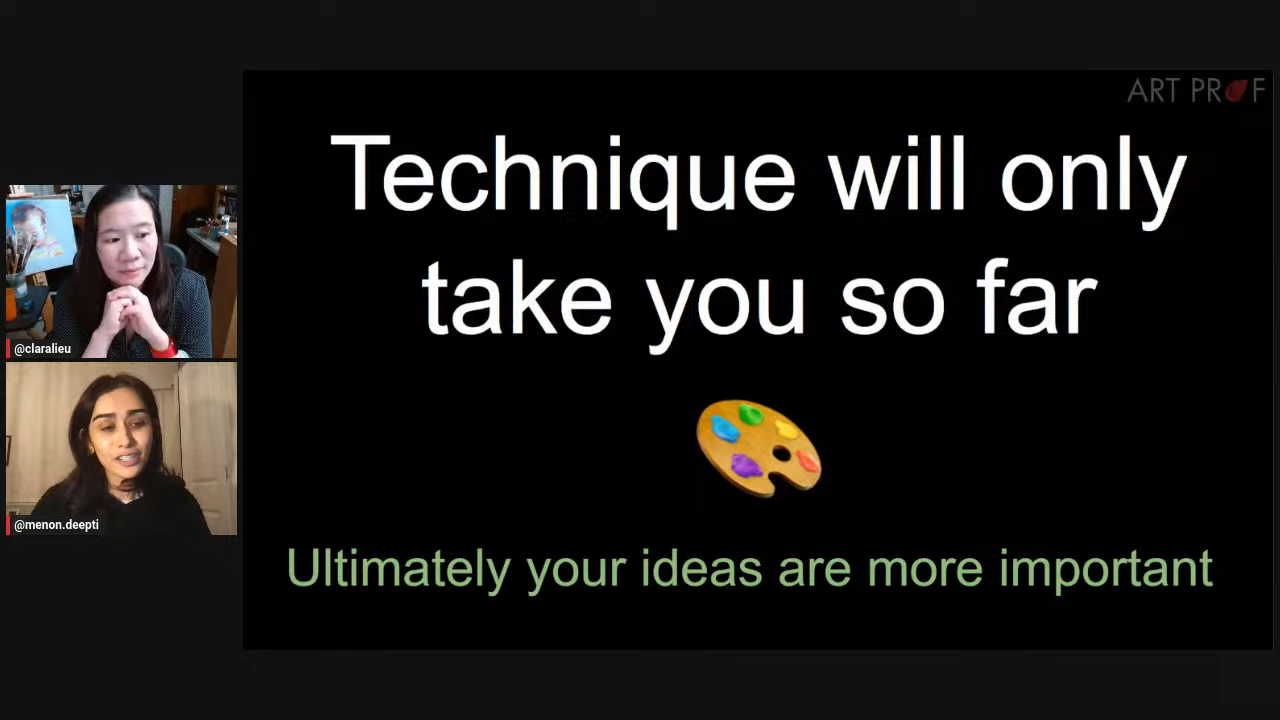 ART PROF
Technique will only
take you so far
Ultimately your ideas are more important
@claralieu
@menon.deepti